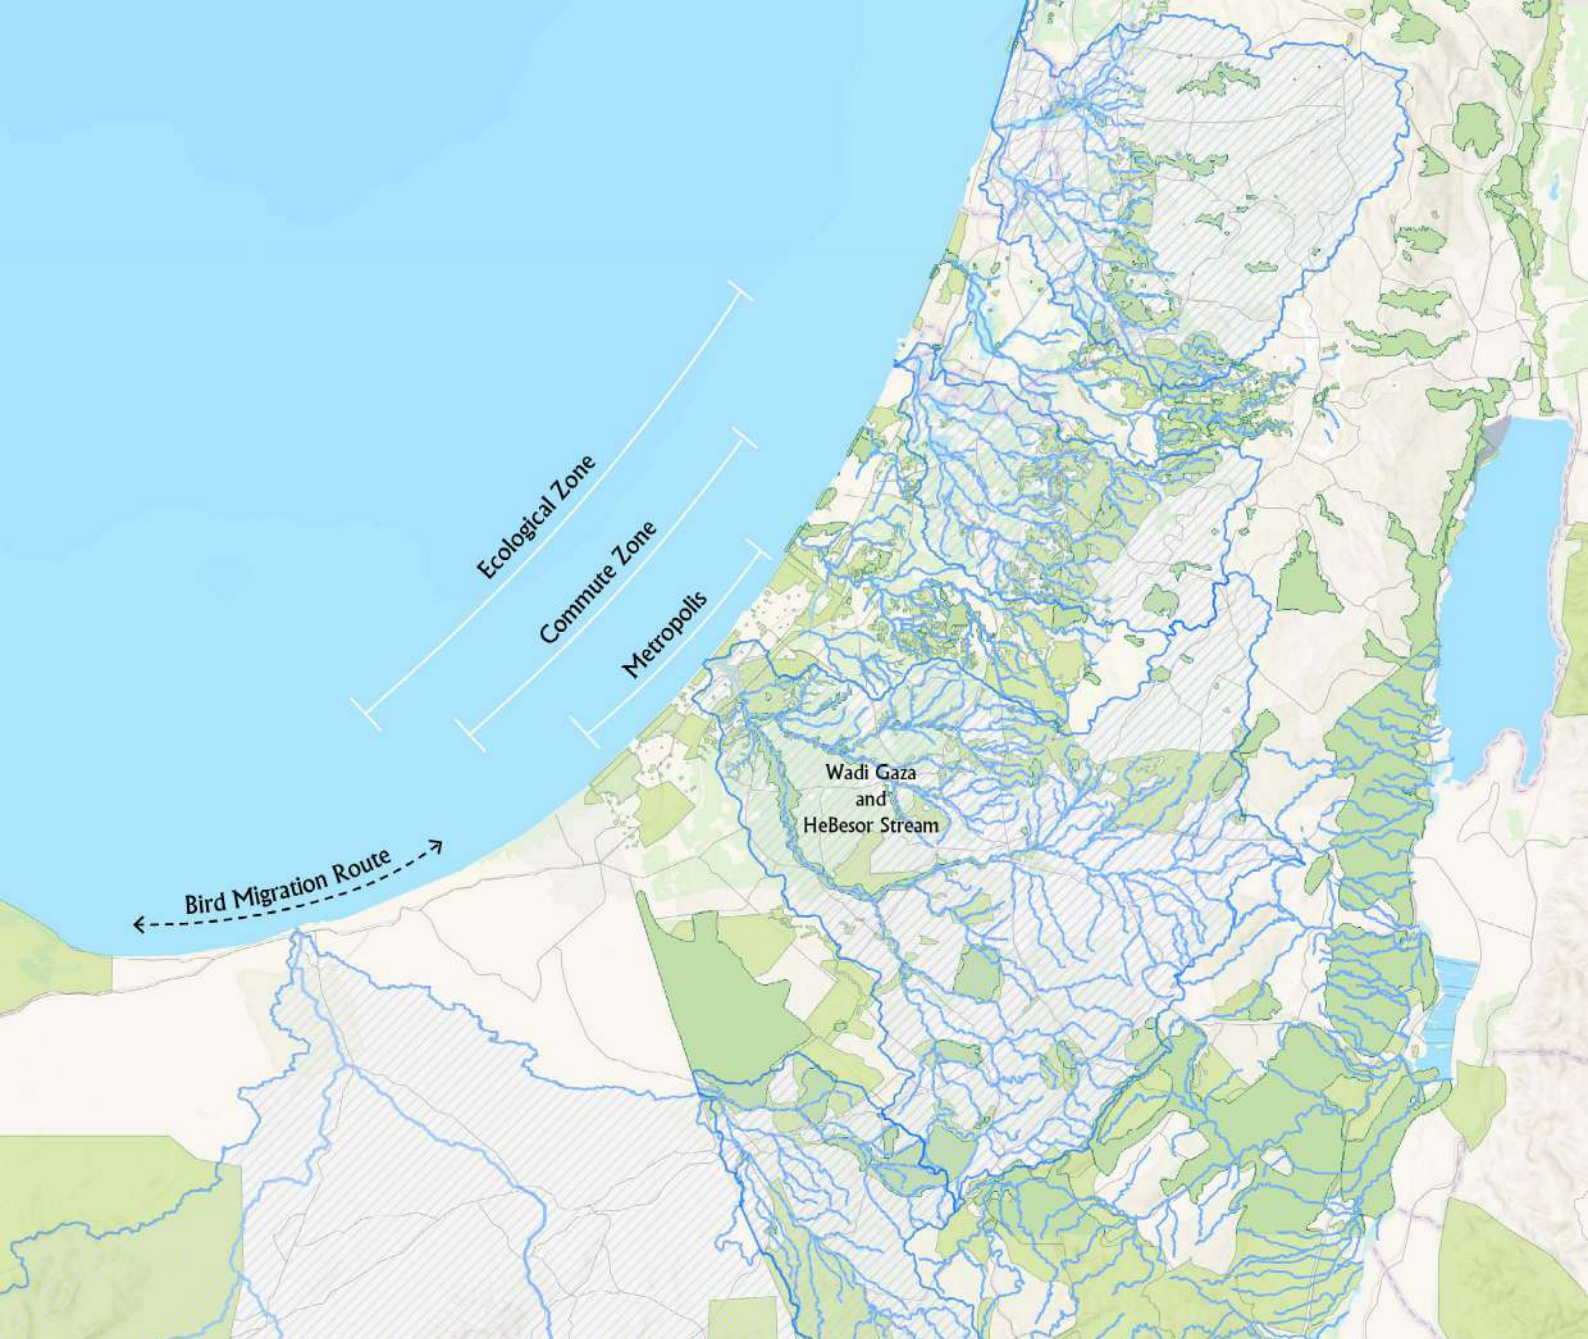 Ecological Zone
Commute Zone
Metropolis
Wadi Gaza
and
HeBesor Stream
Bird Migration Route